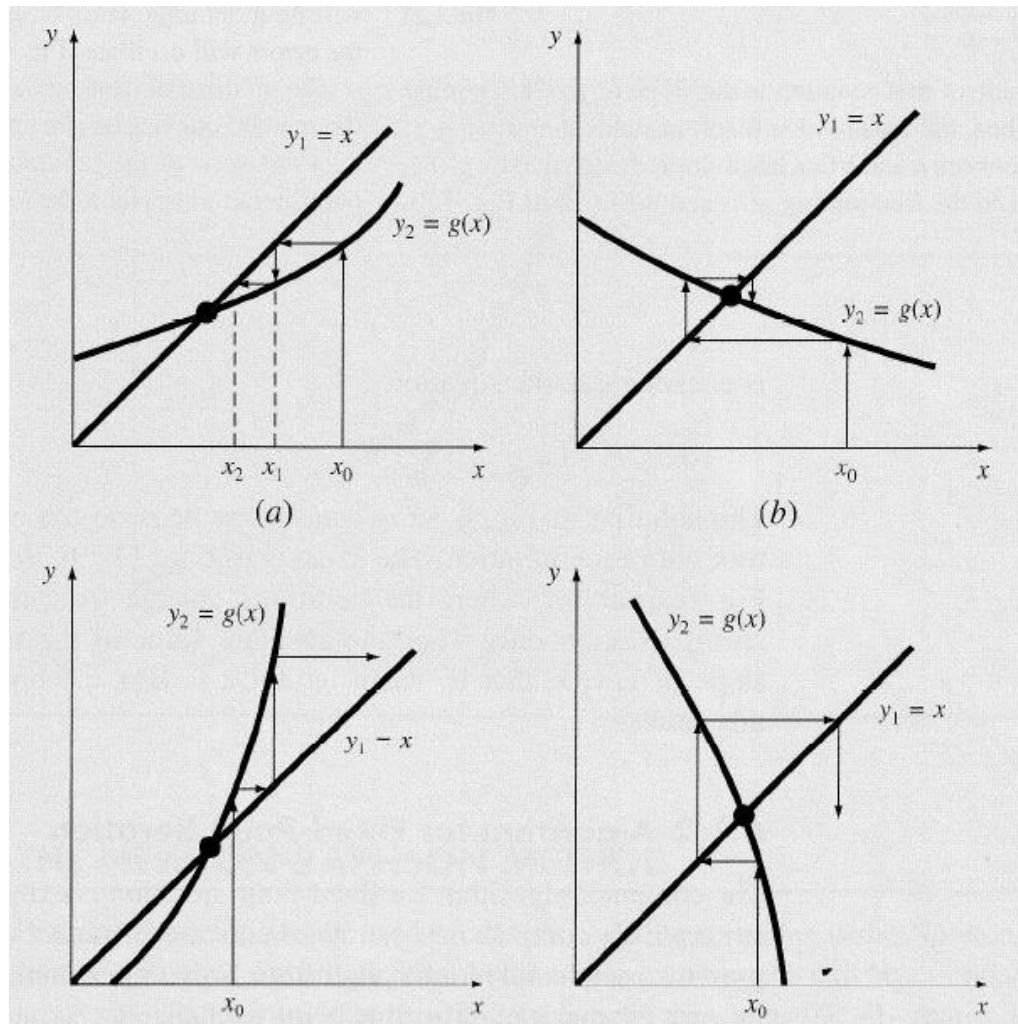 y
y₁ = x
y₂ = g(x)
x₂ x₁ x₀ x
(a)
y
y₁ = x
y₂ = g(x)
x₀ x
(b)
y
y₂ = g(x)
y₁ − x
x₀ x
y
y₂ = g(x)
y₁ = x
x₀ x